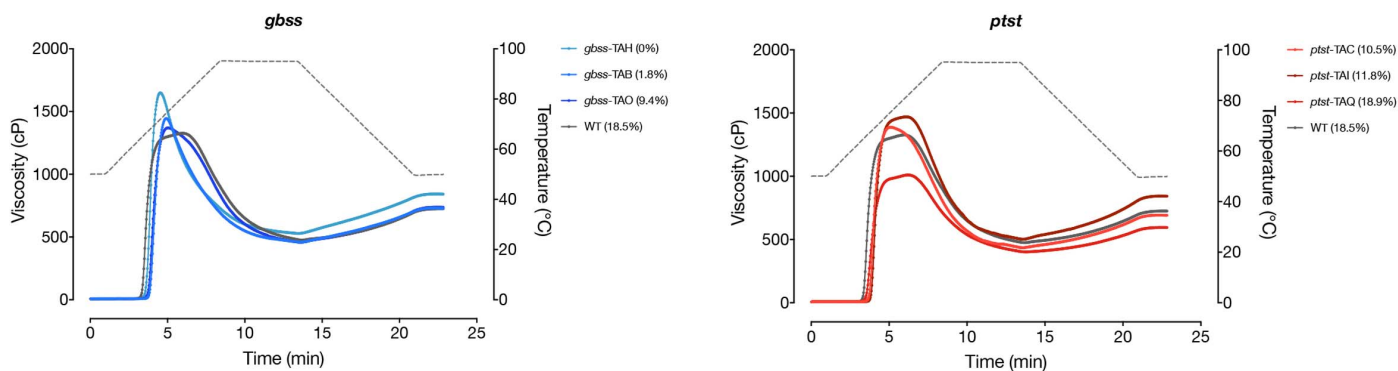 gbss
2000
1500
1000
500
0
Viscosity (cP)
0
5
10
15
20
25
Time (min)
100
80
60
40
20
0
Temperature (°C)
gbss-TAH (0%)
gbss-TAB (1.8%)
gbss-TAO (9.4%)
WT (18.5%)
ptst
2000
1500
1000
500
0
Viscosity (cP)
0
5
10
15
20
25
Time (min)
100
80
60
40
20
0
Temperature (°C)
ptst-TAC (10.5%)
ptst-TAI (11.8%)
ptst-TAQ (18.9%)
WT (18.5%)